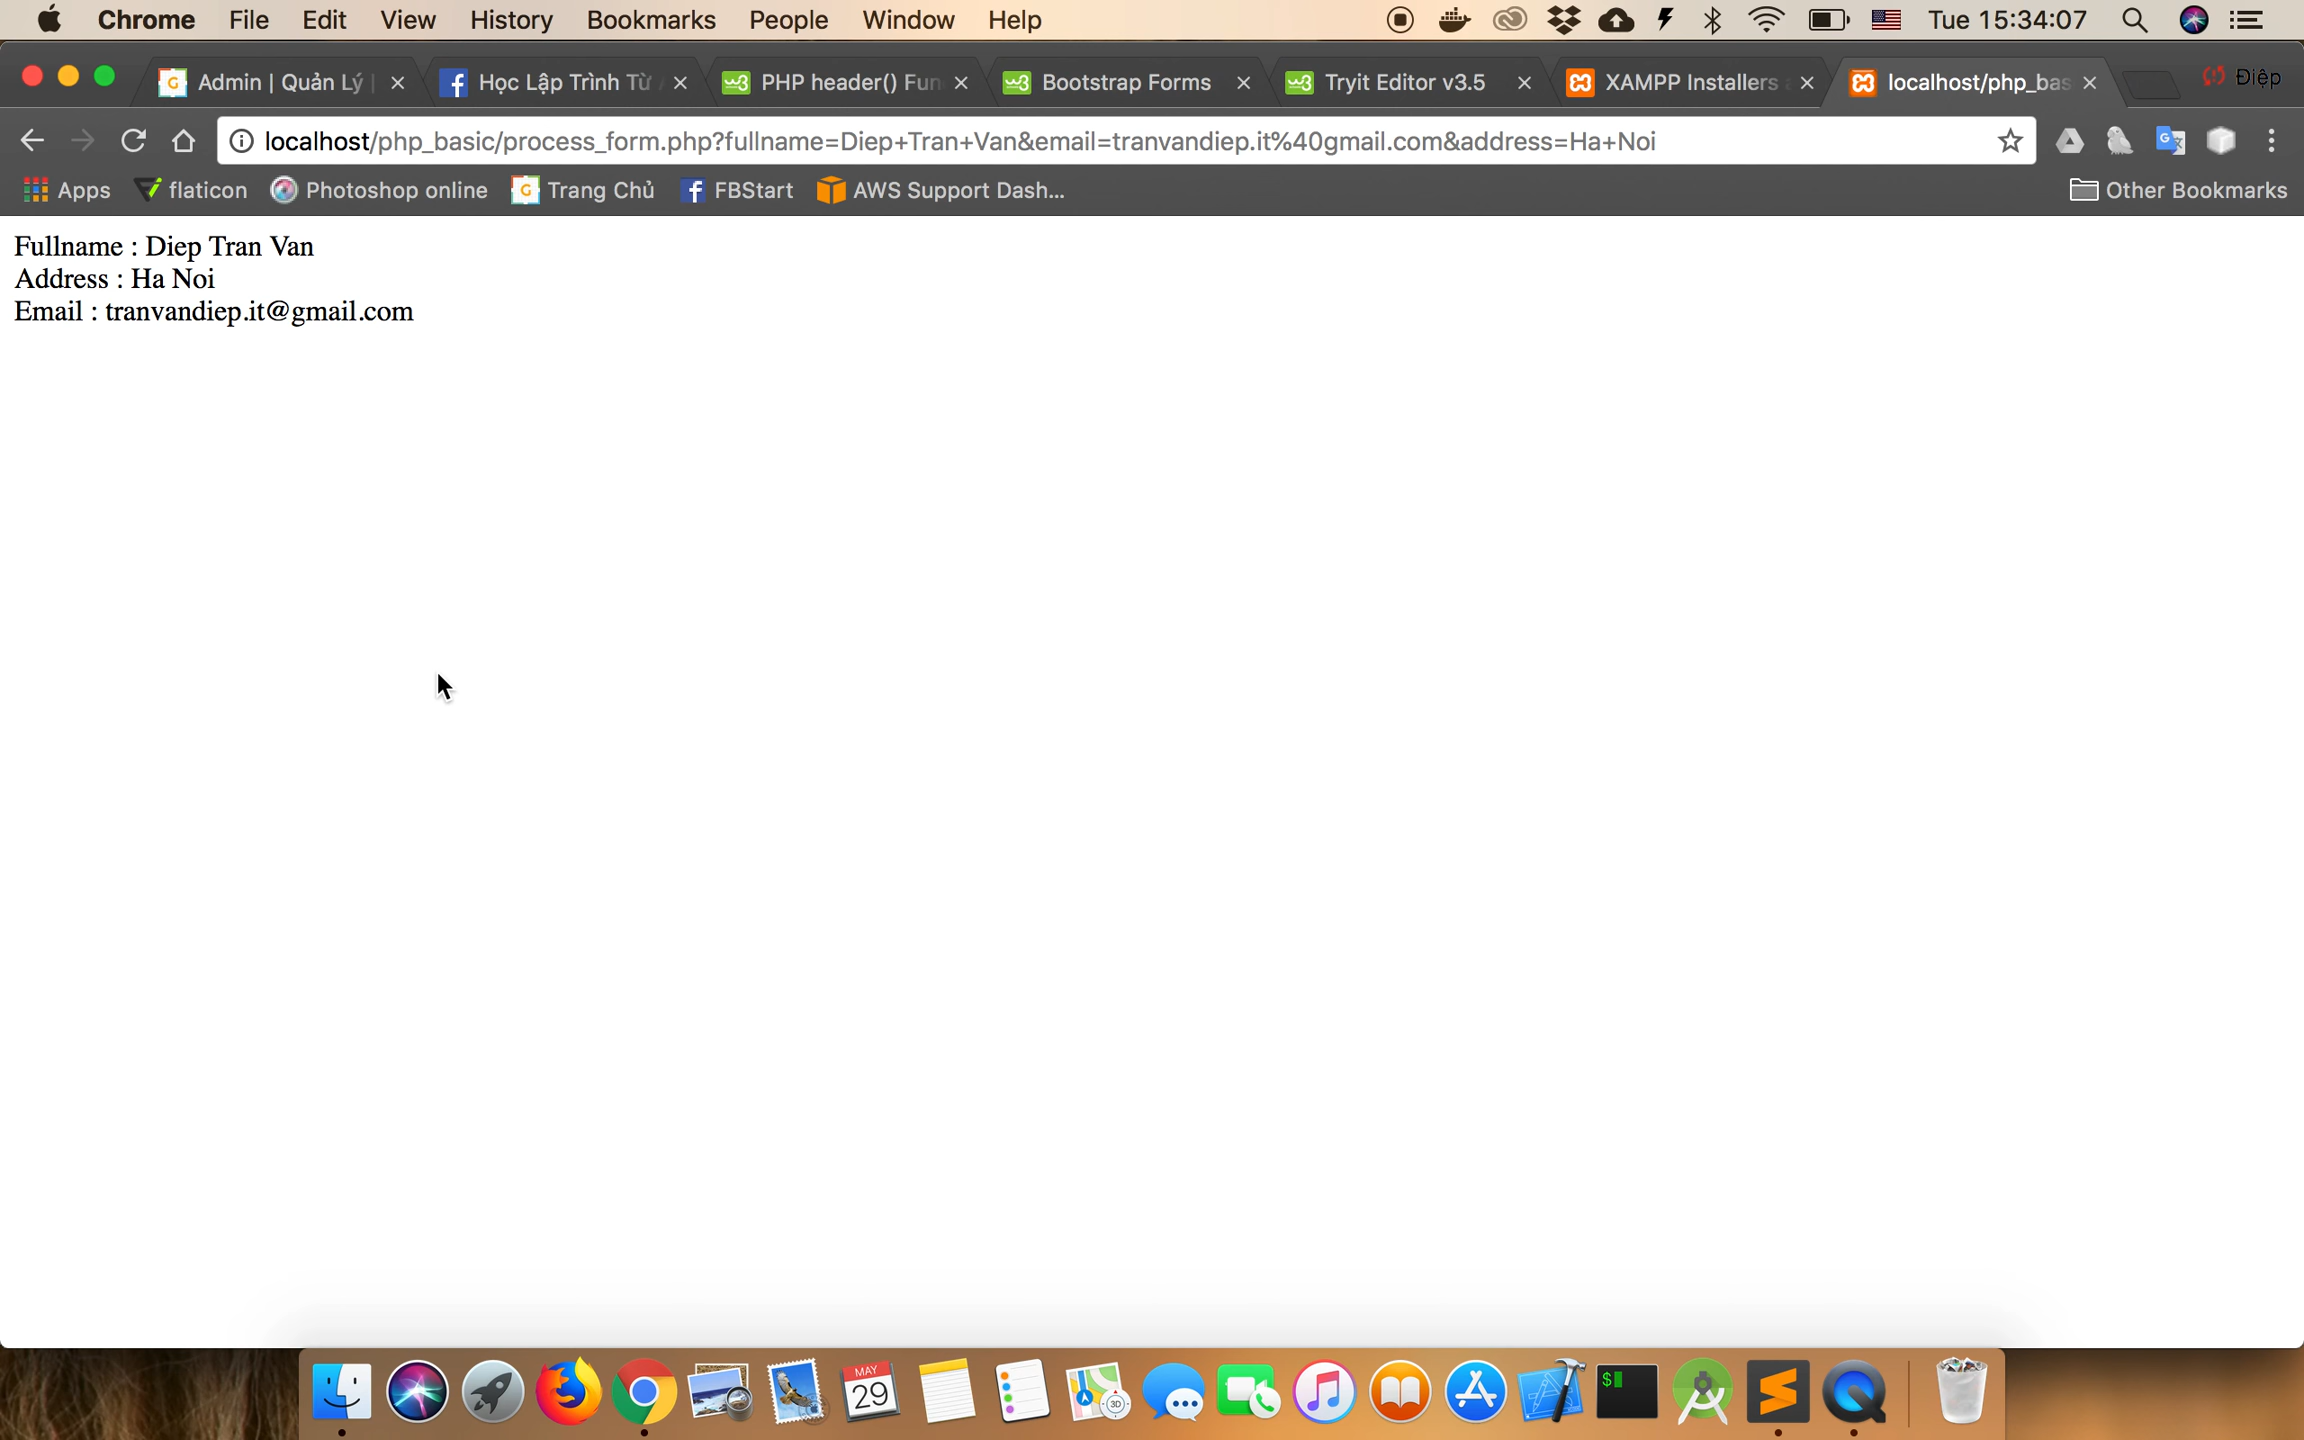 Chrome File Edit View History Bookmarks People Window Help Tue 15:34:07
Admin | Quản Lý Học Lập Trình Từ PHP header() Fun Bootstrap Forms Tryit Editor v3.5 XAMPP Installers localhost/php_bas Điệp
localhost/php_basic/process_form.php?fullname=Diep+Tran+Van&email=tranvandiep.it%40gmail.com&address=Ha+Noi
Apps flaticon Photoshop online Trang Chủ FBStart AWS Support Dash... Other Bookmarks
Fullname : Diep Tran Van
Address : Ha Noi
Email : tranvandiep.it@gmail.com
MAY
29
3D
$